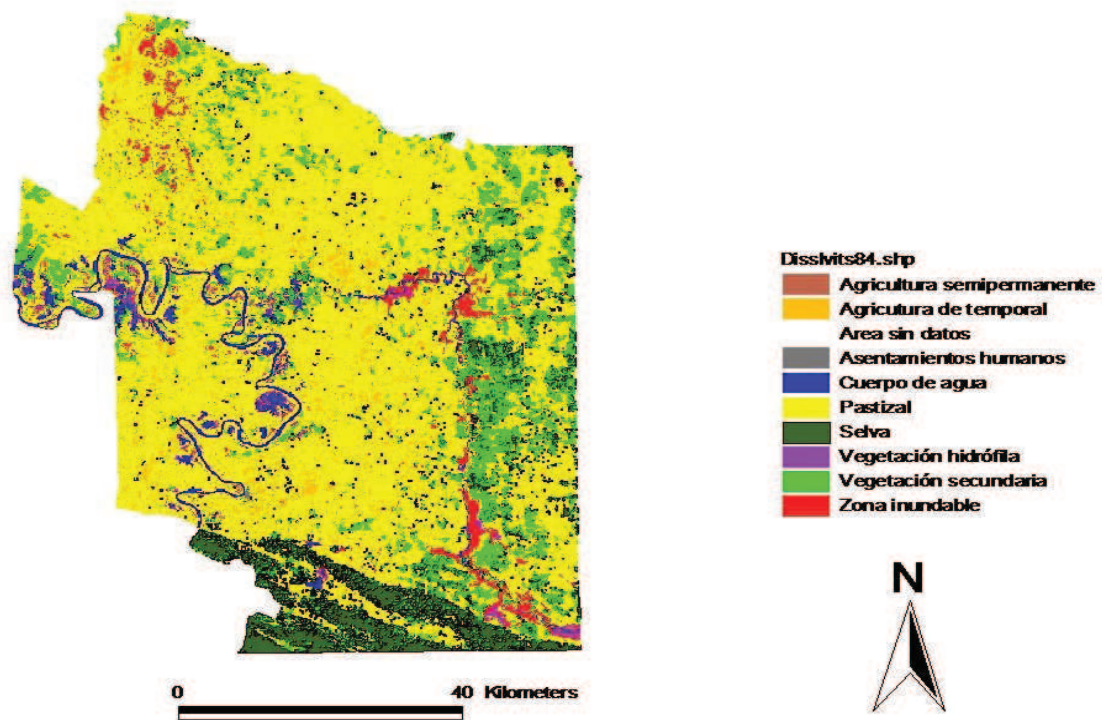 Disslvits84.shp
Agricultura semipermanente
Agricutura de temporal
Area sin datos
Asentamientos humanos
Cuerpo de agua
Pastizal
Selva
Vegetación hidrófila
Vegetación secundaria
Zona inundable
N
0 40 Kilometers